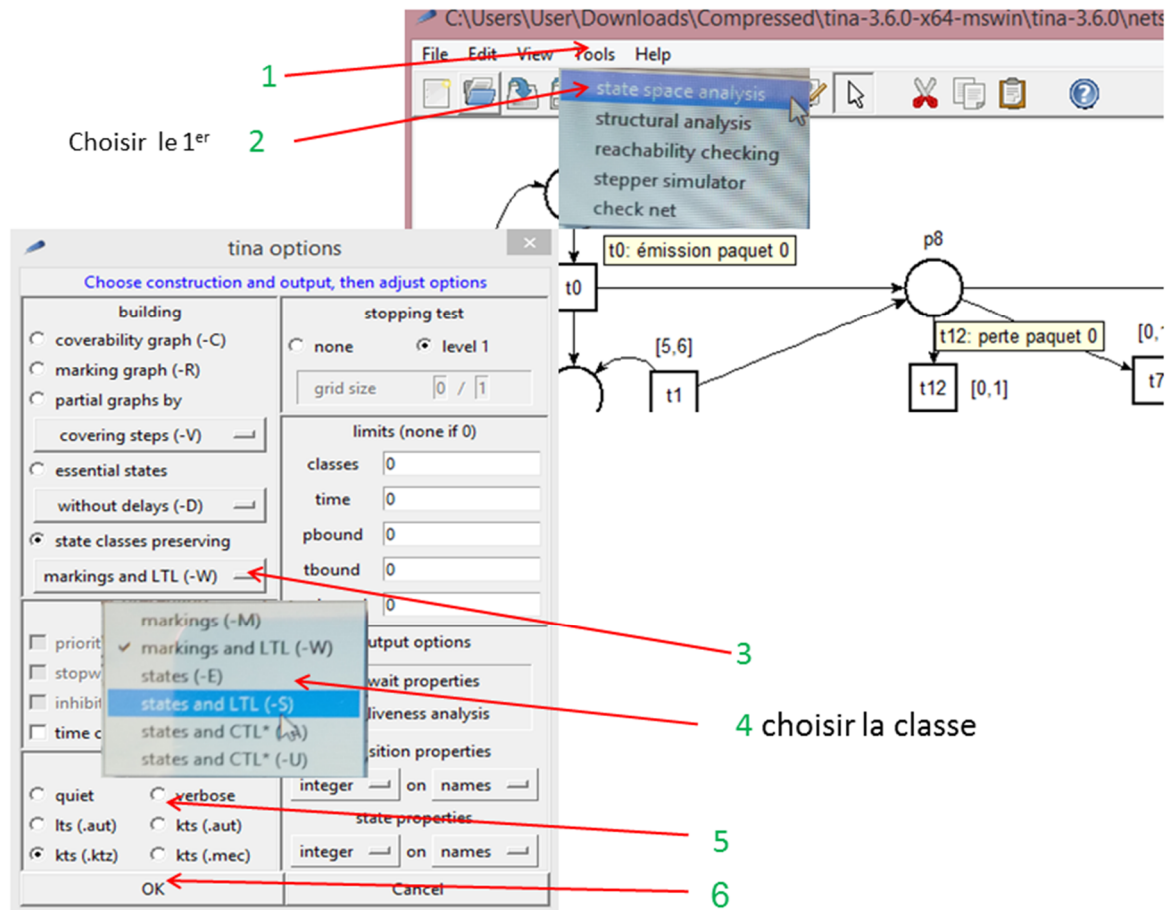 C:\Users\User\Downloads\Compressed\tina-3.6.0-x64-mswin\tina-3.6.0\nets
File Edit View Tools Help
1
state space analysis
Choisir le 1er
2
structural analysis
reachability checking
stepper simulator
check net
tina options
t0: émission paquet 0
p8
Choose construction and output, then adjust options
t0
building
stopping test
coverability graph (-C)
none
level 1
t12: perte paquet 0
[0,
[5,6]
marking graph (-R)
grid size
0 / 1
t1
t12
[0,1]
t7
partial graphs by
covering steps (-V)
limits (none if 0)
classes
0
essential states
time
0
without delays (-D)
pbound
0
state classes preserving
tbound
0
markings and LTL (-W)
0
markings (-M)
priorit
utput options
markings and LTL (-W)
3
stopw
states (-E)
wait properties
inhibit
states and LTL (-S)
liveness analysis
4 choisir la classe
time c
states and CTL* (-A)
sition properties
states and CTL* (-U)
integer on names
quiet
verbose
state properties
lts (.aut)
kts (.aut)
5
kts (.ktz)
kts (.mec)
integer on names
OK
Cancel
6